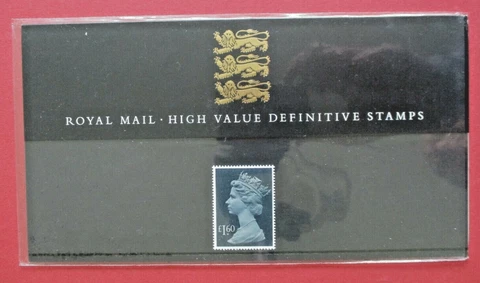 ROYAL MAIL · HIGH VALUE DEFINITIVE STAMPS
£1.60